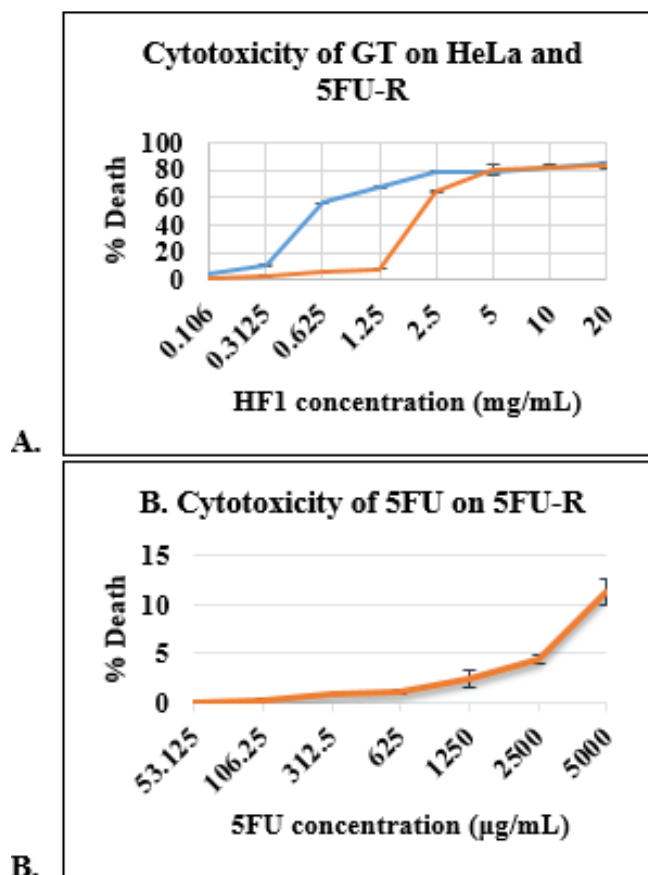 Cytotoxicity of GT on HeLa and
5FU-R
100
80
60
40
20
0
% Death
0.106 0.3125 0.625 1.25 2.5 5 10 20
HF1 concentration (mg/mL)
A.
B. Cytotoxicity of 5FU on 5FU-R
15
10
5
0
% Death
53.125 106.25 312.5 625 1250 2500 5000
5FU concentration (µg/mL)
B.